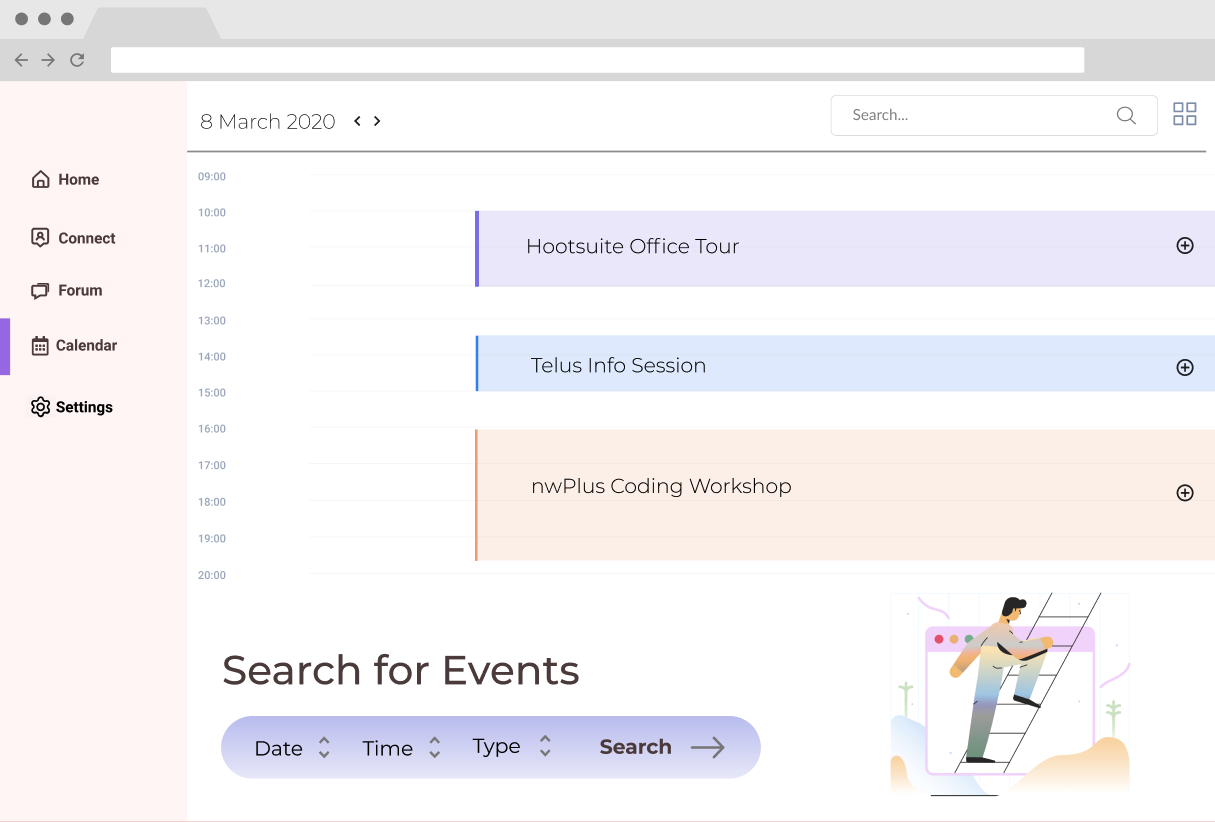 8 March 2020
Search...
Home
Connect
Forum
Calendar
Settings
09:00
10:00
11:00
12:00
13:00
14:00
15:00
16:00
17:00
18:00
19:00
20:00
Hootsuite Office Tour
Telus Info Session
nwPlus Coding Workshop
Search for Events
Date
Time
Type
Search